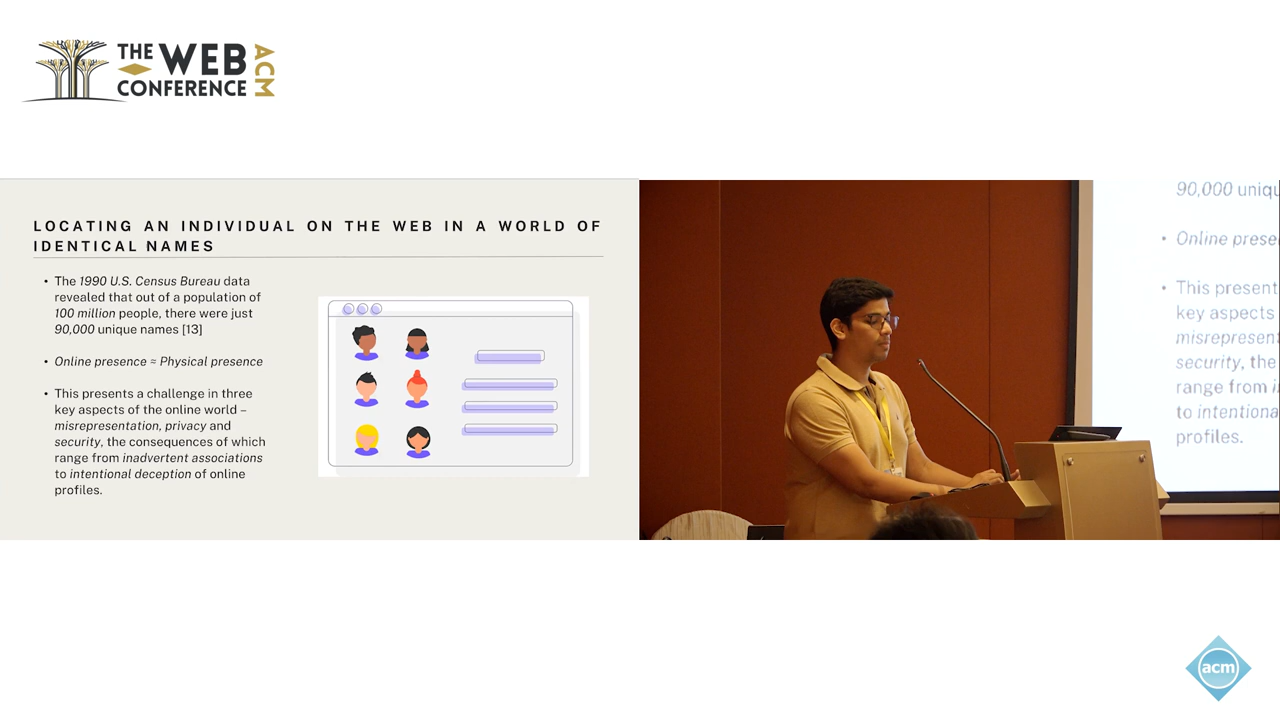 THE WEB
CONFERENCE
ACM
LOCATING AN INDIVIDUAL ON THE WEB IN A WORLD OF
IDENTICAL NAMES
• The 1990 U.S. Census Bureau data
revealed that out of a population of
100 million people, there were just
90,000 unique names [13]
• Online presence ≈ Physical presence
• This presents a challenge in three
key aspects of the online world –
misrepresentation, privacy and
security, the consequences of which
range from inadvertent associations
to intentional deception of online
profiles.
90,000 uniqu
• Online prese
• This present
key aspects
misrepresen
security, the
range from i
to intentiona
profiles.
acm